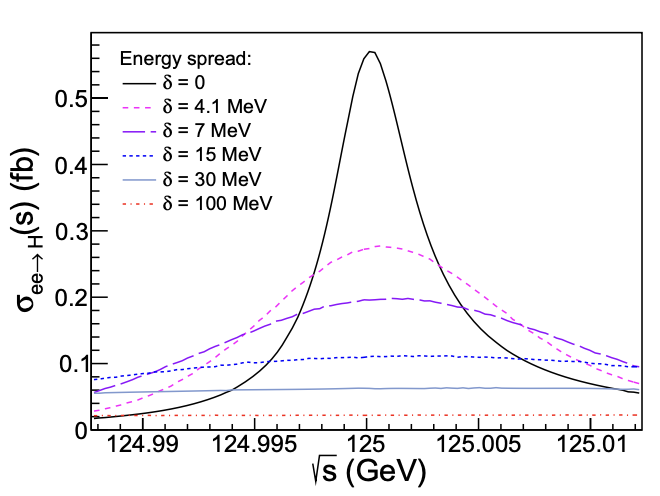 Energy spread:
δ = 0
δ = 4.1 MeV
δ = 7 MeV
δ = 15 MeV
δ = 30 MeV
δ = 100 MeV
σee→H(s) (fb)
0.5
0.4
0.3
0.2
0.1
0
124.99 124.995 125 125.005 125.01
√s (GeV)